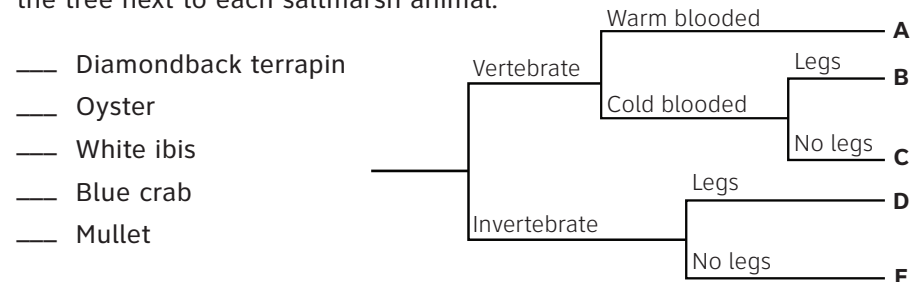 the tree next to each saltmarsh animal.
___ Diamondback terrapin
___ Oyster
___ White ibis
___ Blue crab
___ Mullet
Warm blooded
A
Vertebrate
Legs
B
Cold blooded
No legs
C
Legs
D
Invertebrate
No legs
E